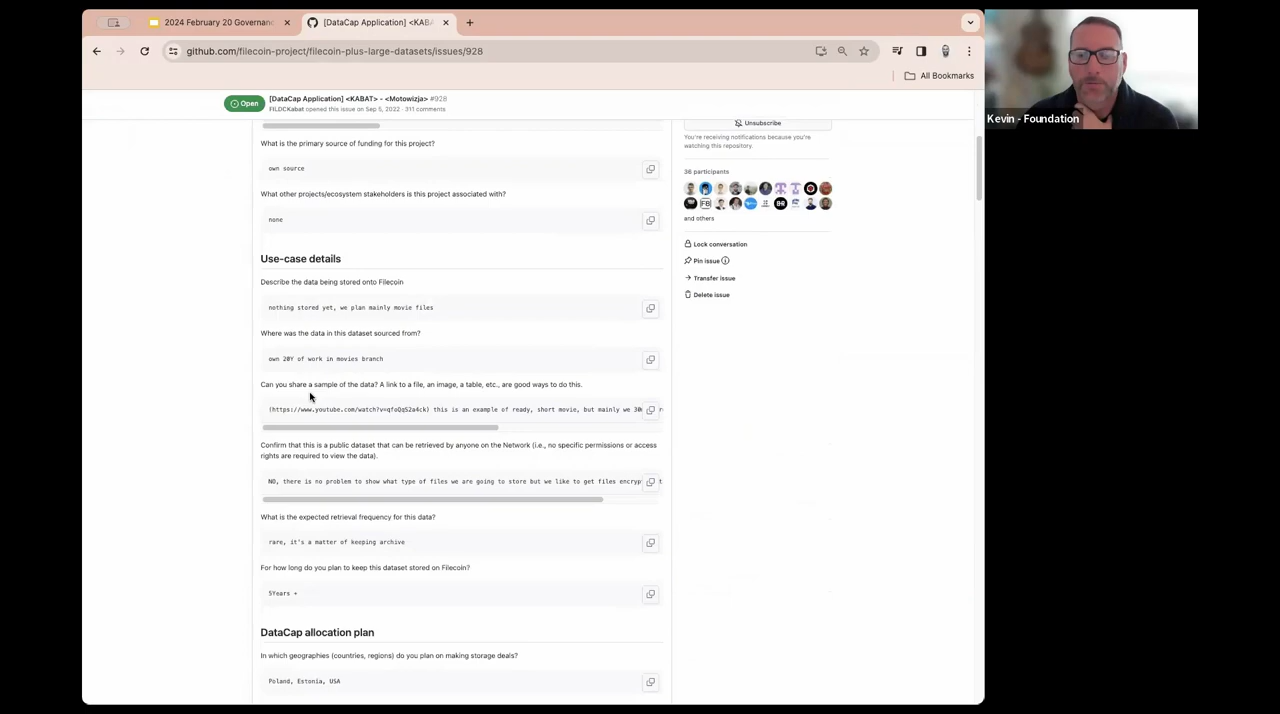 2024 February 20 Governanc
[DataCap Application] <KABAT
github.com/filecoin-project/filecoin-plus-large-datasets/issues/928
All Bookmarks
Open
[DataCap Application] <KABAT> - <Motowizja> #928
FILDCKabat opened this issue on Sep 5, 2022 · 311 comments
What is the primary source of funding for this project?
own source
What other projects/ecosystem stakeholders is this project associated with?
none
Use-case details
Describe the data being stored onto Filecoin
nothing stored yet, we plan mainly movie files
Where was the data in this dataset sourced from?
own 20Y of work in movies branch
Can you share a sample of the data? A link to a file, an image, a table, etc., are good ways to do this.
(https://www.youtube.com/watch?v=qfoQqS2a4ck) this is an example of ready, short movie, but mainly we
Confirm that this is a public dataset that can be retrieved by anyone on the Network (i.e., no specific permissions or access
rights are required to view the data).
NO, there is no problem to show what type of files we are going to store but we like to get files encryp
What is the expected retrieval frequency for this data?
rare, it's a matter of keeping archive
For how long do you plan to keep this dataset stored on Filecoin?
5Years +
DataCap allocation plan
In which geographies (countries, regions) do you plan on making storage deals?
Poland, Estonia, USA
Unsubscribe
You're receiving notifications because you're
watching this repository.
36 participants
FB
and others
Lock conversation
Pin issue
Transfer issue
Delete issue
Kevin - Foundation